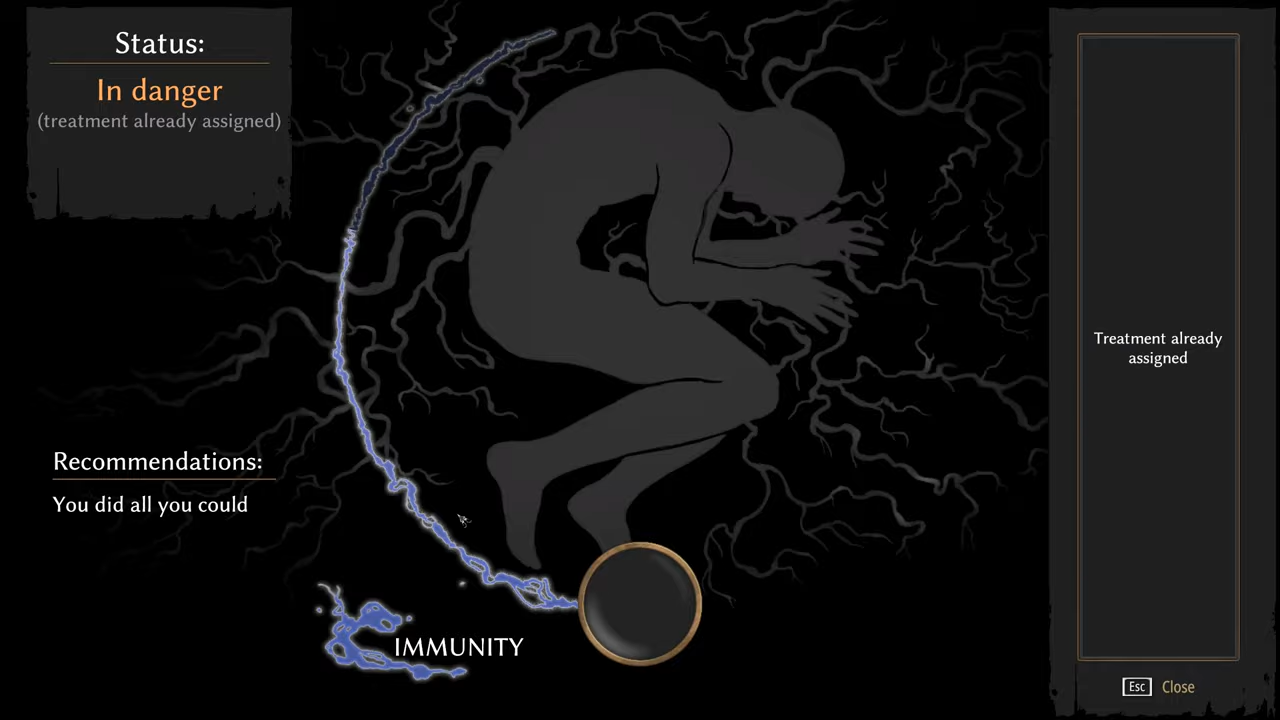 Status:
In danger
(treatment already assigned)
Recommendations:
You did all you could
IMMUNITY
Treatment already
assigned
Esc Close